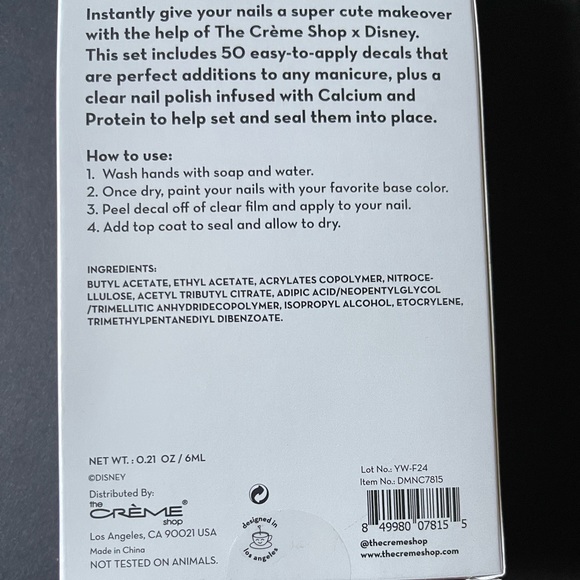 Instantly give your nails a super cute makeover
with the help of The Crème Shop x Disney.
This set includes 50 easy-to-apply decals that
are perfect additions to any manicure, plus a
clear nail polish infused with Calcium and
Protein to help set and seal them into place.
How to use:
1. Wash hands with soap and water.
2. Once dry, paint your nails with your favorite base color.
3. Peel decal off of clear film and apply to your nail.
4. Add top coat to seal and allow to dry.
INGREDIENTS:
BUTYL ACETATE, ETHYL ACETATE, ACRYLATES COPOLYMER, NITROCE-
LLULOSE, ACETYL TRIBUTYL CITRATE, ADIPIC ACID/NEOPENTYLGLYCOL
/TRIMELLITIC ANHYDRIDECOPOLYMER, ISOPROPYL ALCOHOL, ETOCRYLENE,
TRIMETHYLPENTANEDIYL DIBENZOATE.
NET WT. : 0.21 OZ / 6ML
©DISNEY
Distributed By:
the
CRÈME®
shop
Los Angeles, CA 90021 USA
Made in China
NOT TESTED ON ANIMALS.
designed in
los angeles
Lot No.: YW-F24
Item No.: DMNC7815
8 49980 07815 5
@thecremeshop
www.thecremeshop.com